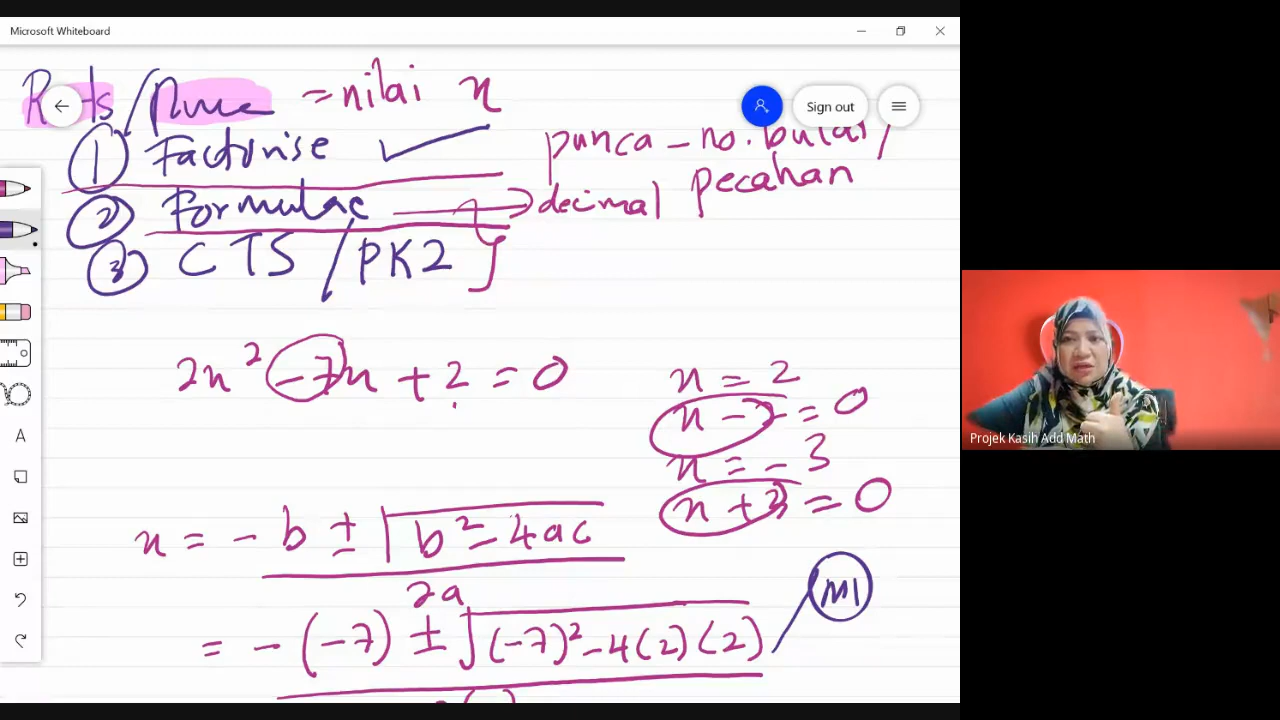 Microsoft Whiteboard
Sign out
Roots / Punca = nilai x
① Factorise ✓
punca - no. bulat /
pecahan
② Formulae → decimal
③ CTS / PK2
2x² - 7x + 2 = 0
x = 2
x - 2 = 0
x = -3
x + 3 = 0
x = -b ± √b² - 4ac
2a
= -(-7) ± √(-7)² - 4(2)(2)
M1
A
Projek Kasih Add Math